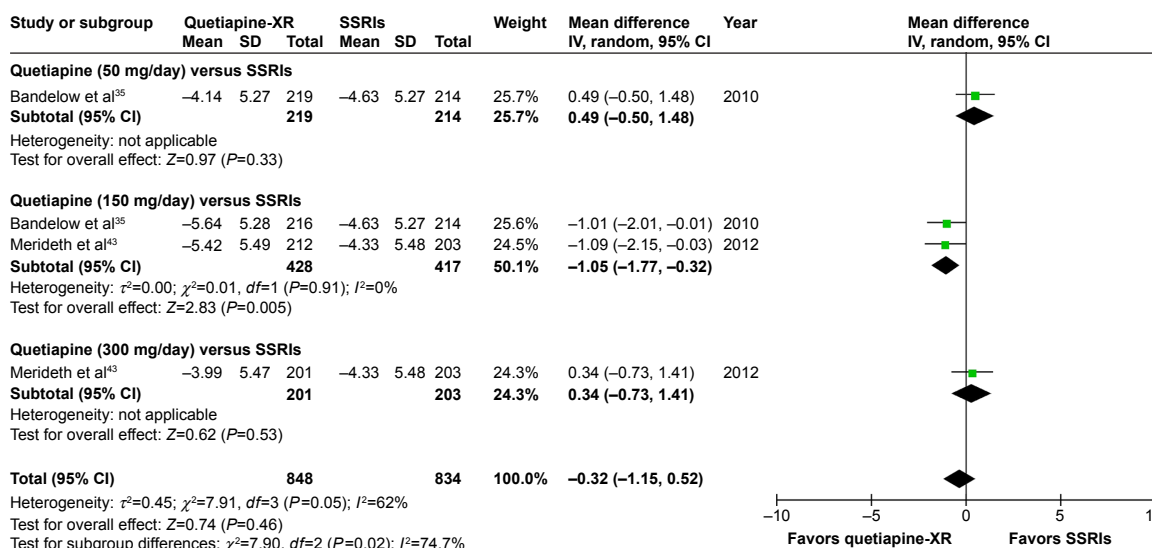 Study or subgroup Quetiapine-XR SSRIs Weight Mean difference Year Mean difference
Mean SD Total Mean SD Total IV, random, 95% CI IV, random, 95% CI
Quetiapine (50 mg/day) versus SSRIs
Bandelow et al³⁵ –4.14 5.27 219 –4.63 5.27 214 25.7% 0.49 (–0.50, 1.48) 2010
Subtotal (95% CI) 219 214 25.7% 0.49 (–0.50, 1.48)
Heterogeneity: not applicable
Test for overall effect: Z=0.97 (P=0.33)
Quetiapine (150 mg/day) versus SSRIs
Bandelow et al³⁵ –5.64 5.28 216 –4.63 5.27 214 25.6% –1.01 (–2.01, –0.01) 2010
Merideth et al⁴³ –5.42 5.49 212 –4.33 5.48 203 24.5% –1.09 (–2.15, –0.03) 2012
Subtotal (95% CI) 428 417 50.1% –1.05 (–1.77, –0.32)
Heterogeneity: τ²=0.00; χ²=0.01, df=1 (P=0.91); I²=0%
Test for overall effect: Z=2.83 (P=0.005)
Quetiapine (300 mg/day) versus SSRIs
Merideth et al⁴³ –3.99 5.47 201 –4.33 5.48 203 24.3% 0.34 (–0.73, 1.41) 2012
Subtotal (95% CI) 201 203 24.3% 0.34 (–0.73, 1.41)
Heterogeneity: not applicable
Test for overall effect: Z=0.62 (P=0.53)
Total (95% CI) 848 834 100.0% –0.32 (–1.15, 0.52)
Heterogeneity: τ²=0.45; χ²=7.91, df=3 (P=0.05); I²=62%
Test for overall effect: Z=0.74 (P=0.46)
Test for subgroup differences: χ²=7.90, df=2 (P=0.02); I²=74.7%
–10 –5 0 5 1
Favors quetiapine-XR Favors SSRIs